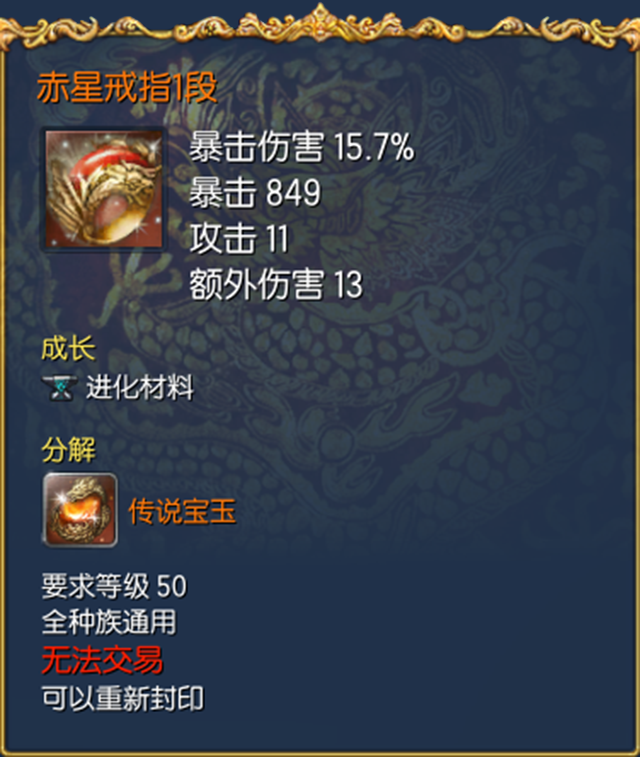 赤星戒指1段
暴击伤害 15.7%
暴击 849
攻击 11
额外伤害 13
成长
进化材料
分解
传说宝玉
要求等级 50
全种族通用
无法交易
可以重新封印